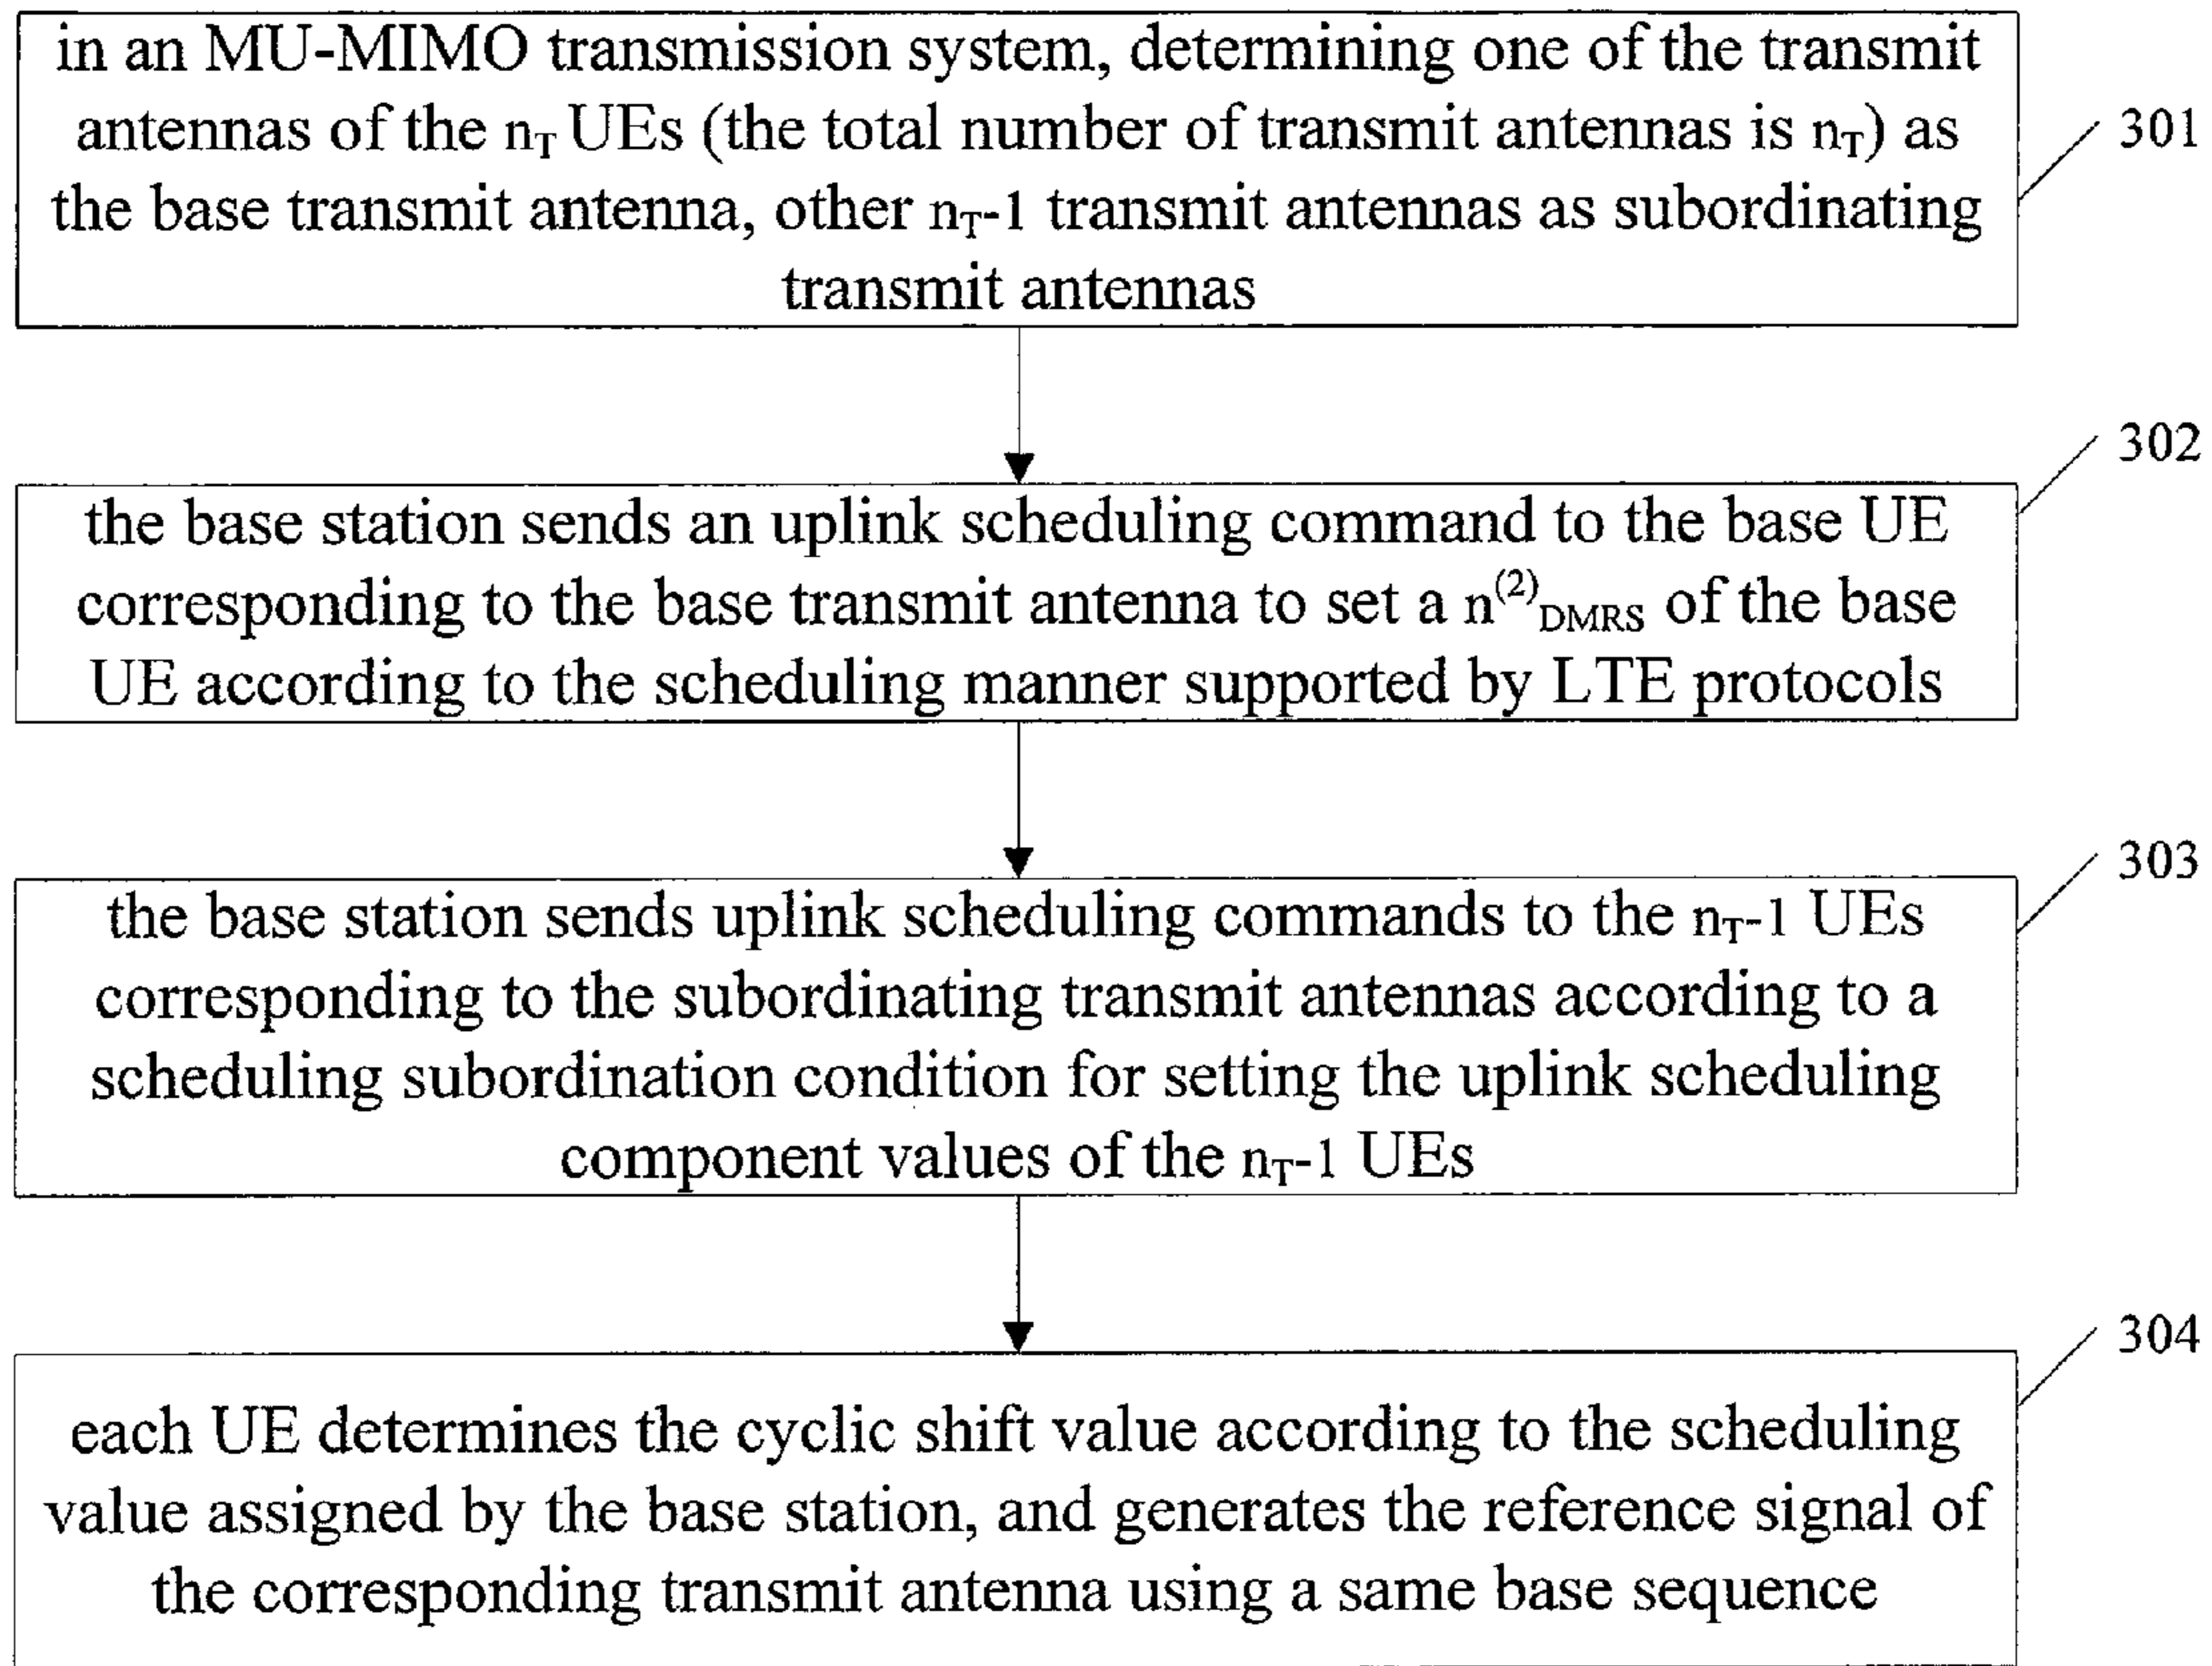 in an MU-MIMO transmission system, determining one of the transmit
antennas of the nT UEs (the total number of transmit antennas is nT) as
the base transmit antenna, other nT-1 transmit antennas as subordinating
transmit antennas
301
302
the base station sends an uplink scheduling command to the base UE
corresponding to the base transmit antenna to set a n(2)DMRS of the base
UE according to the scheduling manner supported by LTE protocols
303
the base station sends uplink scheduling commands to the nT-1 UEs
corresponding to the subordinating transmit antennas according to a
scheduling subordination condition for setting the uplink scheduling
component values of the nT-1 UEs
304
each UE determines the cyclic shift value according to the scheduling
value assigned by the base station, and generates the reference signal of
the corresponding transmit antenna using a same base sequence